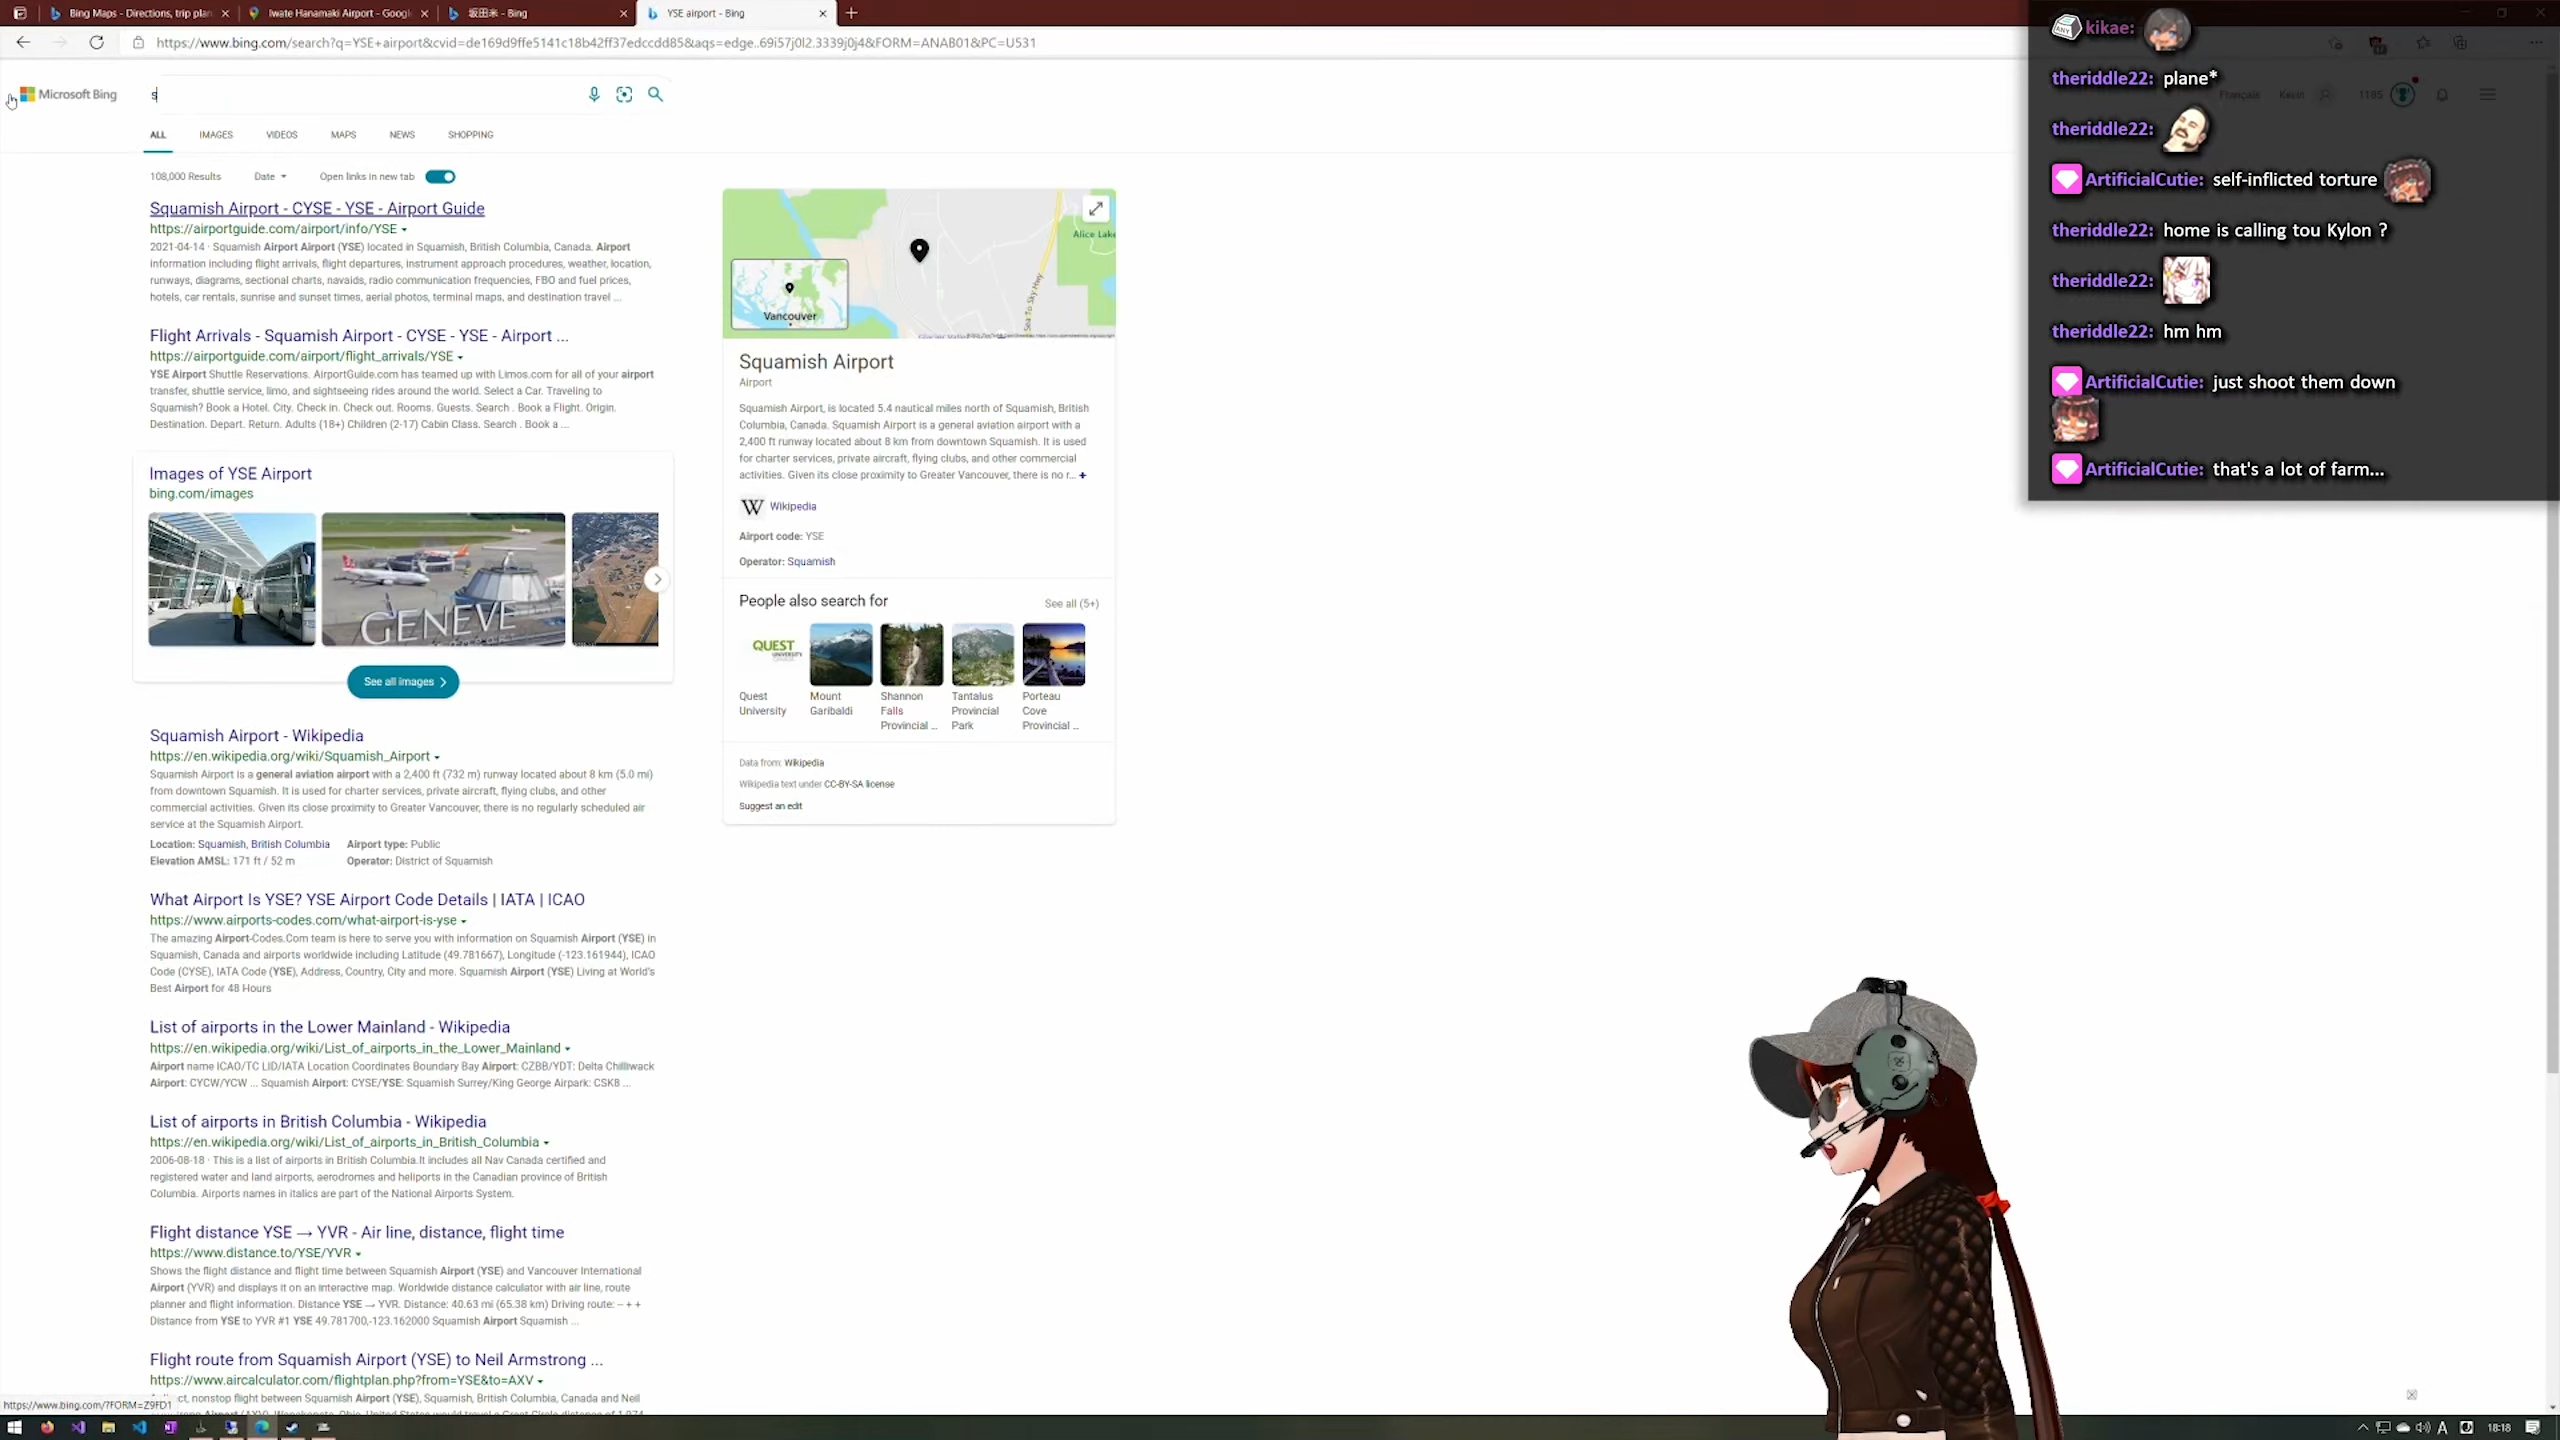 Bing Maps - Directions, trip plan
Iwate Hanamaki Airport - Google
坂田米 - Bing
YSE airport - Bing
https://www.bing.com/search?q=YSE+airport&cvid=de169d9ffe5141c18b42ff37edccdd85&aqs=edge..69i57j0l2.3339j0j4&FORM=ANAB01&PC=U531
Microsoft Bing
s
Français
1185
ALL
IMAGES
VIDEOS
MAPS
NEWS
SHOPPING
108,000 Results
Date
Open links in new tab
Squamish Airport - CYSE - YSE - Airport Guide
https://airportguide.com/airport/info/YSE
2021-04-14 · Squamish Airport Airport (YSE) located in Squamish, British Columbia, Canada. Airport
information including flight arrivals, flight departures, instrument approach procedures, weather, location,
runways, diagrams, sectional charts, navaids, radio communication frequencies, FBO and fuel prices,
hotels, car rentals, sunrise and sunset times, aerial photos, terminal maps, and destination travel ...
Flight Arrivals - Squamish Airport - CYSE - YSE - Airport ...
https://airportguide.com/airport/flight_arrivals/YSE
YSE Airport Shuttle Reservations. AirportGuide.com has teamed up with Limos.com for all of your airport
transfer, shuttle service, limo, and sightseeing rides around the world. Select a Car. Traveling to
Squamish? Book a Hotel. City. Check in. Check out. Rooms. Guests. Search . Book a Flight. Origin.
Destination. Depart. Return. Adults (18+) Children (2-17) Cabin Class. Search . Book a ...
Images of YSE Airport
bing.com/images
GENEVE
See all images
Squamish Airport - Wikipedia
https://en.wikipedia.org/wiki/Squamish_Airport
Squamish Airport is a general aviation airport with a 2,400 ft (732 m) runway located about 8 km (5.0 mi)
from downtown Squamish. It is used for charter services, private aircraft, flying clubs, and other
commercial activities. Given its close proximity to Greater Vancouver, there is no regularly scheduled air
service at the Squamish Airport.
Location: Squamish, British Columbia
Airport type: Public
Elevation AMSL: 171 ft / 52 m
Operator: District of Squamish
What Airport Is YSE? YSE Airport Code Details | IATA | ICAO
https://www.airports-codes.com/what-airport-is-yse
The amazing Airport-Codes.Com team is here to serve you with information on Squamish Airport (YSE) in
Squamish, Canada and airports worldwide including Latitude (49.781667), Longitude (-123.161944), ICAO
Code (CYSE), IATA Code (YSE), Address, Country, City and more. Squamish Airport (YSE) Living at World's
Best Airport for 48 Hours
List of airports in the Lower Mainland - Wikipedia
https://en.wikipedia.org/wiki/List_of_airports_in_the_Lower_Mainland
Airport name ICAO/TC LID/IATA Location Coordinates Boundary Bay Airport: CZBB/YDT: Delta Chilliwack
Airport: CYCW/YCW ... Squamish Airport: CYSE/YSE: Squamish Surrey/King George Airpark: CSK8 ...
List of airports in British Columbia - Wikipedia
https://en.wikipedia.org/wiki/List_of_airports_in_British_Columbia
2006-08-18 · This is a list of airports in British Columbia.It includes all Nav Canada certified and
registered water and land airports, aerodromes and heliports in the Canadian province of British
Columbia. Airports names in italics are part of the National Airports System.
Flight distance YSE → YVR - Air line, distance, flight time
https://www.distance.to/YSE/YVR
Shows the flight distance and flight time between Squamish Airport (YSE) and Vancouver International
Airport (YVR) and displays it on an interactive map. Worldwide distance calculator with air line, route
planner and flight information. Distance YSE → YVR. Distance: 40.63 mi (65.38 km) Driving route: – + +
Distance from YSE to YVR #1 YSE 49.781700,-123.162000 Squamish Airport Squamish ...
Flight route from Squamish Airport (YSE) to Neil Armstrong ...
https://www.aircalculator.com/flightplan.php?from=YSE&to=AXV
ct, nonstop flight between Squamish Airport (YSE), Squamish, British Columbia, Canada and Neil
https://www.bing.com/?FORM=Z9FD1
Alice Lake
Sea To Sky Hwy
Vancouver
Squamish Airport
Airport
Squamish Airport, is located 5.4 nautical miles north of Squamish, British
Columbia, Canada. Squamish Airport is a general aviation airport with a
2,400 ft runway located about 8 km from downtown Squamish. It is used
for charter services, private aircraft, flying clubs, and other commercial
activities. Given its close proximity to Greater Vancouver, there is no r... +
W Wikipedia
Airport code: YSE
Operator: Squamish
People also search for
See all (5+)
QUEST
UNIVERSITY
Quest
University
Mount
Garibaldi
Shannon
Falls
Provincial ...
Tantalus
Provincial
Park
Porteau
Cove
Provincial ...
Data from: Wikipedia
Wikipedia text under CC-BY-SA license
Suggest an edit
ANY kikae:
theriddle22: plane*
theriddle22:
ArtificialCutie: self-inflicted torture
theriddle22: home is calling tou Kylon ?
theriddle22:
theriddle22: hm hm
ArtificialCutie: just shoot them down
ArtificialCutie: that's a lot of farm...
A
18:18